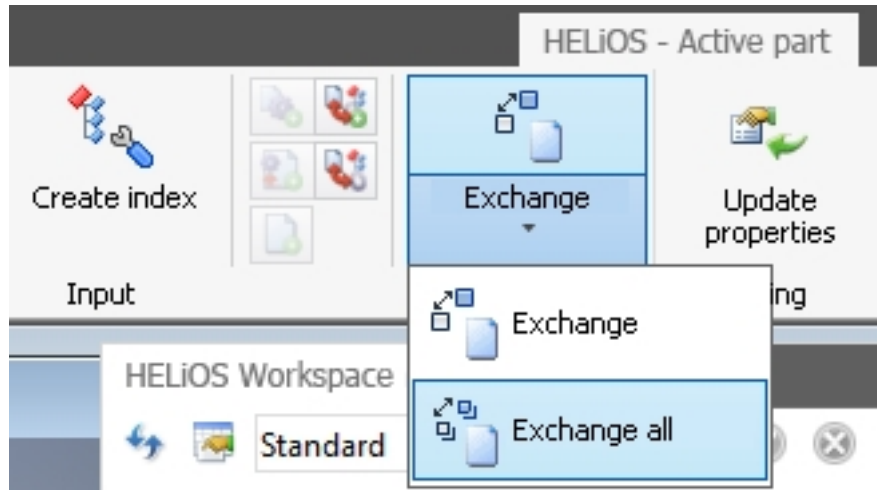 HELiOS - Active part
Create index
Exchange
Update
properties
Input
ing
Exchange
HELiOS Workspace
Exchange all
Standard